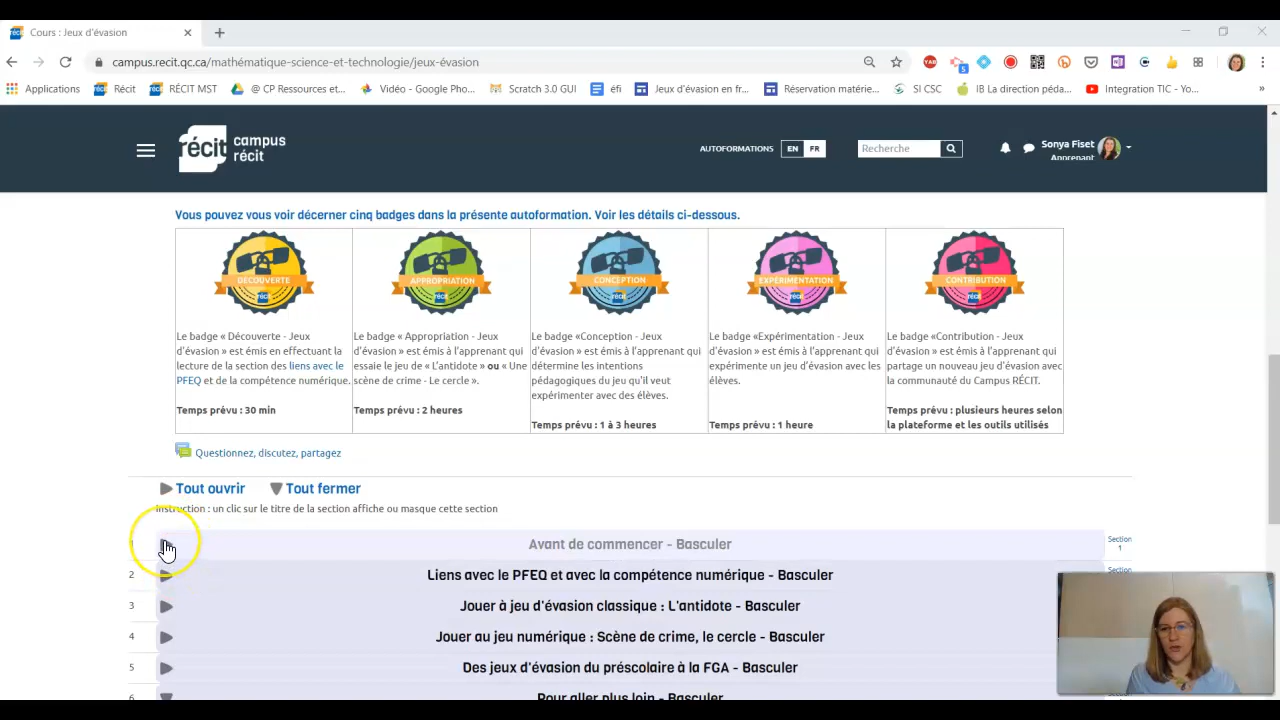 Cours : Jeux d'évasion
campus.recit.qc.ca/mathématique-science-et-technologie/jeux-évasion
YAB
5
Applications Récit RÉCIT MST @ CP Ressources et... Vidéo - Google Pho... Scratch 3.0 GUI éfi Jeux d'évasion en fr... Réservation matérie... SI CSC IB La direction péda... Integration TIC - Yo... »
récit campus
récit
AUTOFORMATIONS EN FR Recherche Sonya Fiset
Apprenant
Vous pouvez vous voir décerner cinq badges dans la présente autoformation. Voir les détails ci-dessous.
DÉCOUVERTE
récit
APPROPRIATION
récit
CONCEPTION
récit
EXPÉRIMENTATION
récit
CONTRIBUTION
récit
Le badge « Découverte - Jeux
d'évasion » est émis en effectuant la
lecture de la section des liens avec le
PFEQ et de la compétence numérique.
Temps prévu : 30 min
Le badge « Appropriation - Jeux
d'évasion » est émis à l'apprenant qui
essaie le jeu de « L'antidote » ou « Une
scène de crime - Le cercle ».
Temps prévu : 2 heures
Le badge «Conception - Jeux
d'évasion » est émis à l'apprenant qui
détermine les intentions
pédagogiques du jeu qu'il veut
expérimenter avec des élèves.
Temps prévu : 1 à 3 heures
Le badge «Expérimentation - Jeux
d'évasion » est émis à l'apprenant qui
expérimente un jeu d'évasion avec les
élèves.
Temps prévu : 1 heure
Le badge «Contribution - Jeux
d'évasion » est émis à l'apprenant qui
partage un nouveau jeu d'évasion avec
la communauté du Campus RÉCIT.
Temps prévu : plusieurs heures selon
la plateforme et les outils utilisés
Questionnez, discutez, partagez
Tout ouvrir Tout fermer
Instruction : un clic sur le titre de la section affiche ou masque cette section
1 Avant de commencer - Basculer Section
1
2 Liens avec le PFEQ et avec la compétence numérique - Basculer Section
3 Jouer à jeu d'évasion classique : L'antidote - Basculer
4 Jouer au jeu numérique : Scène de crime, le cercle - Basculer
5 Des jeux d'évasion du préscolaire à la FGA - Basculer
6 Pour aller plus loin - Basculer